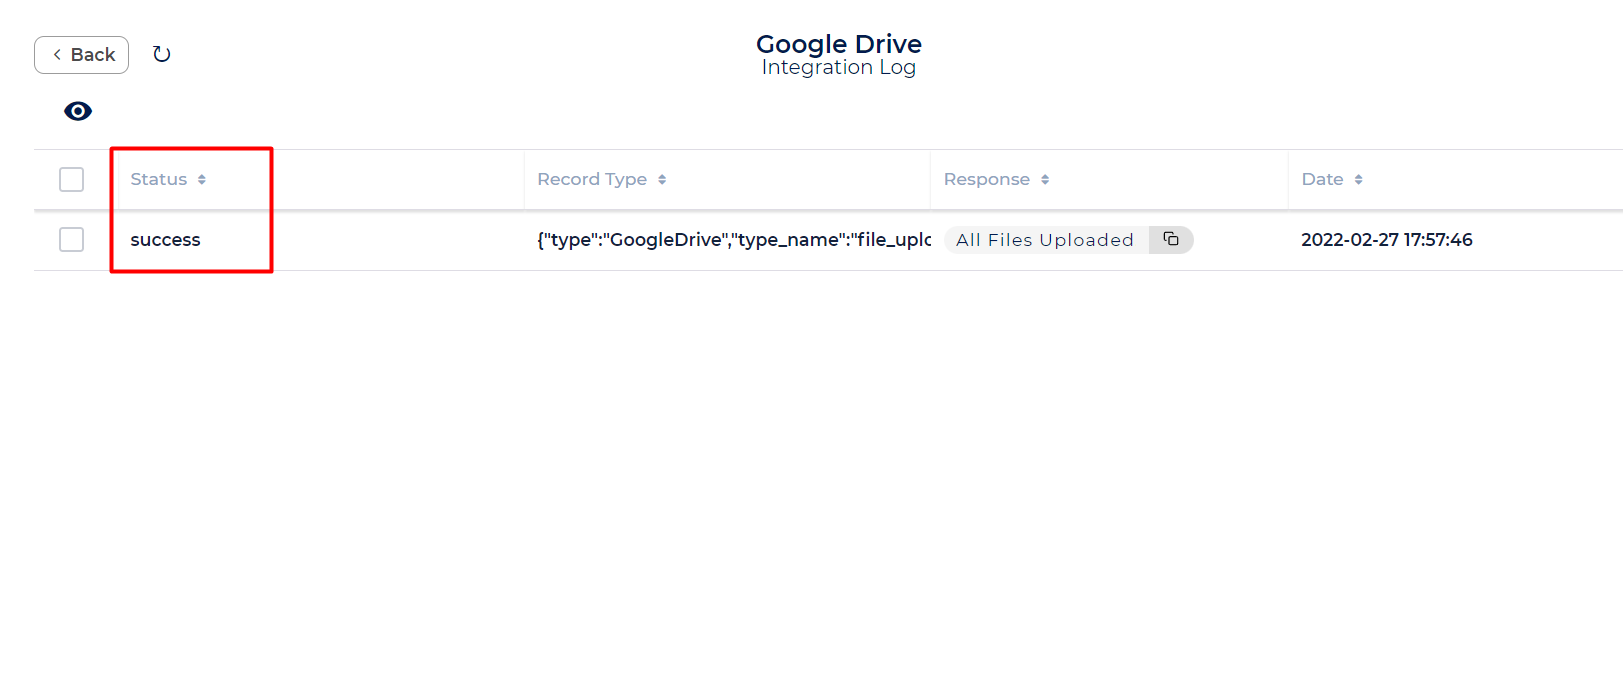 Back
Google Drive
Integration Log
Status Record Type Response Date
success {"type":"GoogleDrive","type_name":"file_uplo All Files Uploaded 2022-02-27 17:57:46